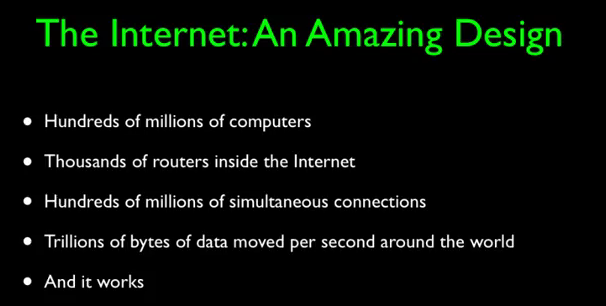 The Internet: An Amazing Design
• Hundreds of millions of computers
• Thousands of routers inside the Internet
• Hundreds of millions of simultaneous connections
• Trillions of bytes of data moved per second around the world
• And it works